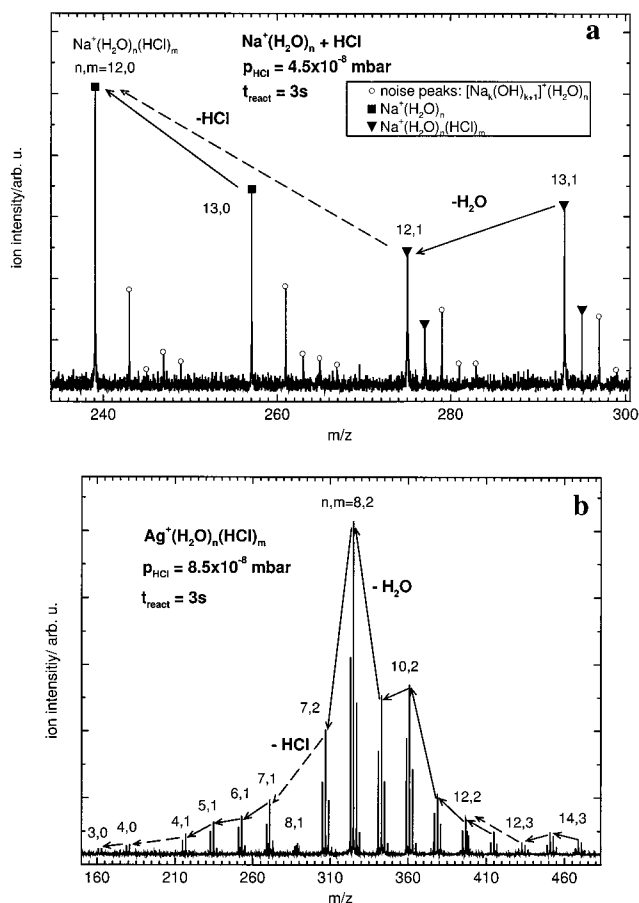 a
Na⁺(H₂O)ₙ(HCl)ₘ
n,m=12,0
Na⁺(H₂O)ₙ + HCl
p_HCl = 4.5x10⁻⁸ mbar
t_react = 3s
noise peaks: [Naₖ(OH)ₖ₊₁]⁺(H₂O)ₙ
Na⁺(H₂O)ₙ
Na⁺(H₂O)ₙ(HCl)ₘ
-HCl
13,0
12,1
-H₂O
13,1
ion intensity/arb. u.
240 260 280 300
m/z
b
n,m=8,2
Ag⁺(H₂O)ₙ(HCl)ₘ
p_HCl = 8.5x10⁻⁸ mbar
t_react = 3s
- H₂O
10,2
7,2
- HCl
7,1
6,1
5,1
4,1
4,0
3,0
8,1
12,2
12,3
14,3
ion intensitiy/ arb. u.
160 210 260 310 360 410 460
m/z